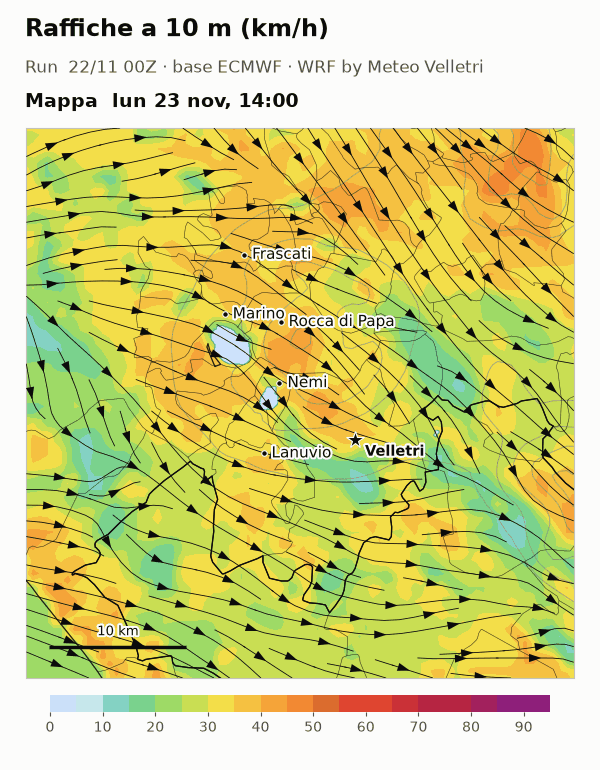 Raffiche a 10 m (km/h)
Run 22/11 00Z · base ECMWF · WRF by Meteo Velletri
Mappa lun 23 nov, 14:00
Frascati
Marino
Rocca di Papa
Nemi
Velletri
Lanuvio
10 km
0 10 20 30 40 50 60 70 80 90